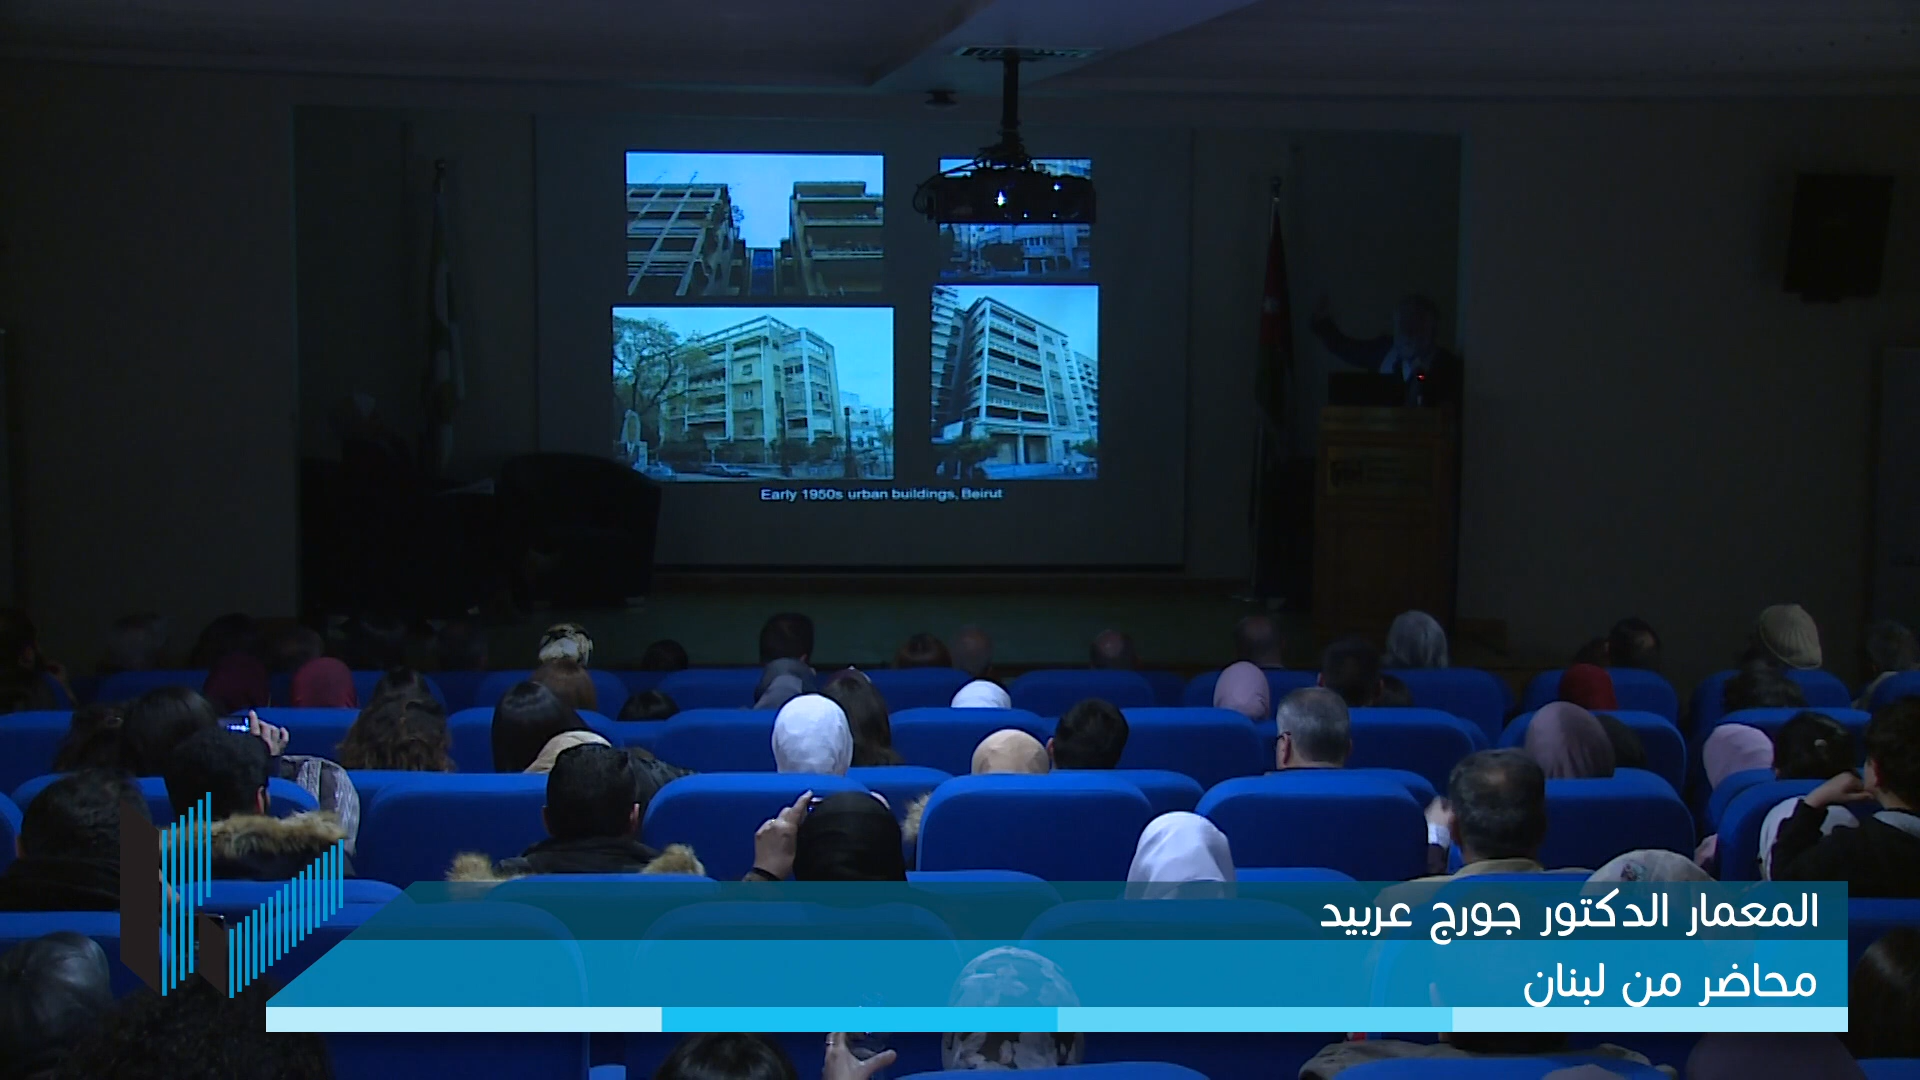 Early 1950s urban buildings, Beirut
المعمار الدكتور جورج عربيد
محاضر من لبنان